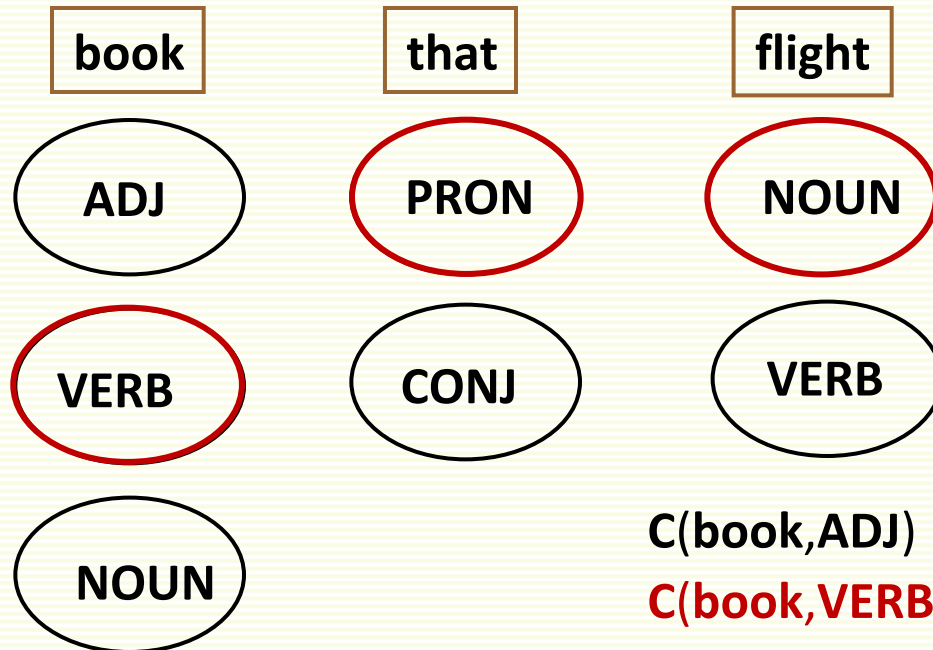 book that flight
ADJ PRON NOUN
VERB CONJ VERB
NOUN
C(book,ADJ)
C(book,VERB